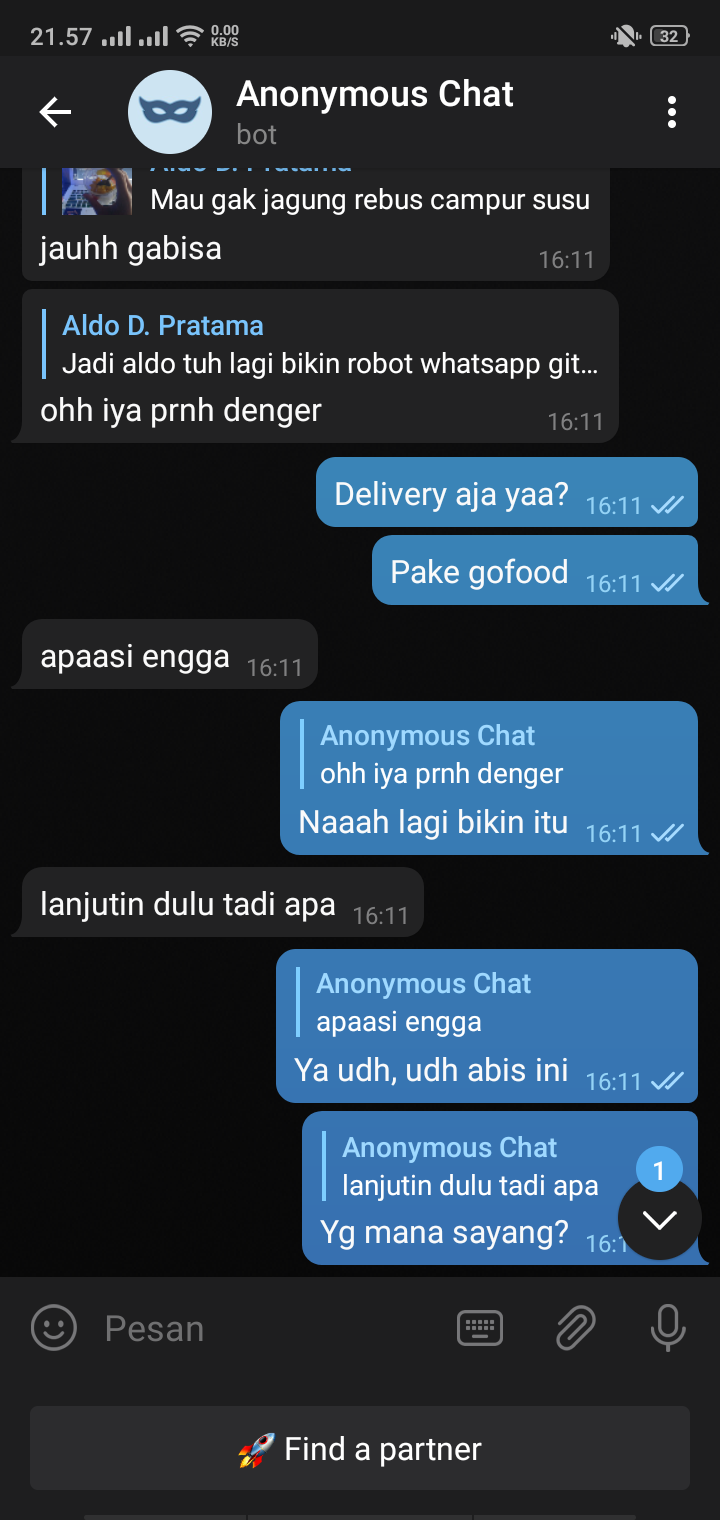 21.57
0.00
KB/S
32
Anonymous Chat
bot
Aldo D. Pratama
Mau gak jagung rebus campur susu
jauhh gabisa
16:11
Aldo D. Pratama
Jadi aldo tuh lagi bikin robot whatsapp git...
ohh iya prnh denger
16:11
Delivery aja yaa? 16:11
Pake gofood 16:11
apaasi engga 16:11
Anonymous Chat
ohh iya prnh denger
Naaah lagi bikin itu 16:11
lanjutin dulu tadi apa 16:11
Anonymous Chat
apaasi engga
Ya udh, udh abis ini 16:11
Anonymous Chat
1
lanjutin dulu tadi apa
Yg mana sayang?
Pesan
🚀 Find a partner